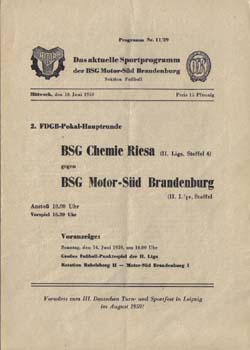 Programm Nr. 11/59
Das aktuelle Sportprogramm
der BSG Motor-Süd Brandenburg
Sektion Fußball
Mittwoch, den 10. Juni 1959
Preis 15 Pfennig
2. FDGB-Pokal-Hauptrunde
BSG Chemie Riesa (II. Liga, Staffel 4)
gegen
BSG Motor-Süd Brandenburg
(II. Liga, Staffel
Anstoß 18.00 Uhr
Vorspiel 16.30 Uhr
Voranzeige:
Sonntag, den 14. Juni 1959, um 16.00 Uhr
Großes Fußball-Punktspiel der II. Liga
Rotation Babelsberg II — Motor-Süd Brandenburg I
Vorwärts zum III. Deutschen Turn- und Sportfest in Leipzig
im August 1959!